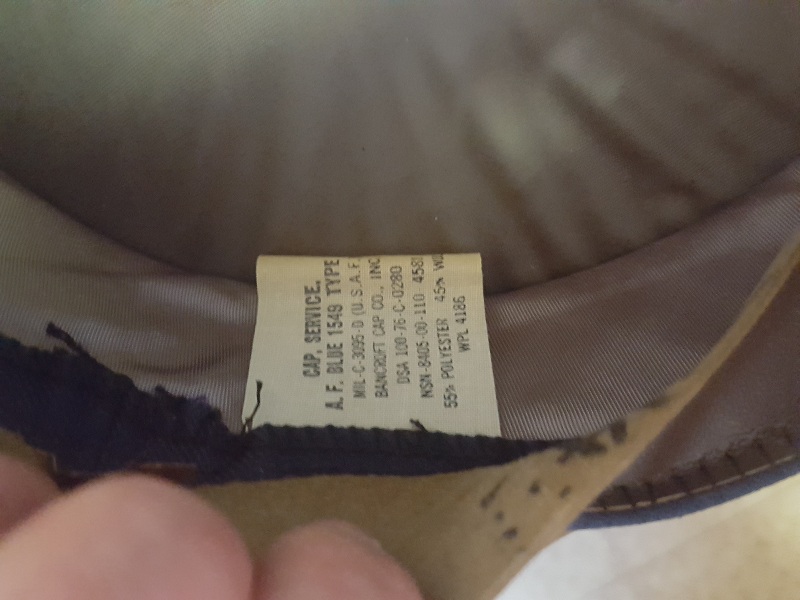 CAP, SERVICE,
A. F. BLUE 1549 TYPE
MIL-C-3095-D (U.S.A.F.
BANCROFT CAP CO., INC
DSA 100-76-C-0280
NSN-8405-00-110 458
55% POLYESTER 45%
WPL 4186